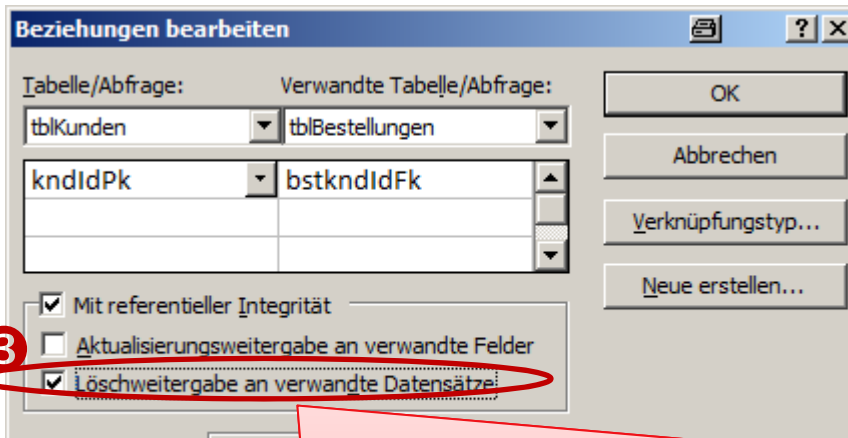 Beziehungen bearbeiten
Tabelle/Abfrage: Verwandte Tabelle/Abfrage:
OK
tblKunden tblBestellungen
Abbrechen
kndIdPk bstkndIdFk
Verknüpfungstyp...
Neue erstellen...
Mit referentieller Integrität
3 Aktualisierungsweitergabe an verwandte Felder
Löschweitergabe an verwandte Datensätze